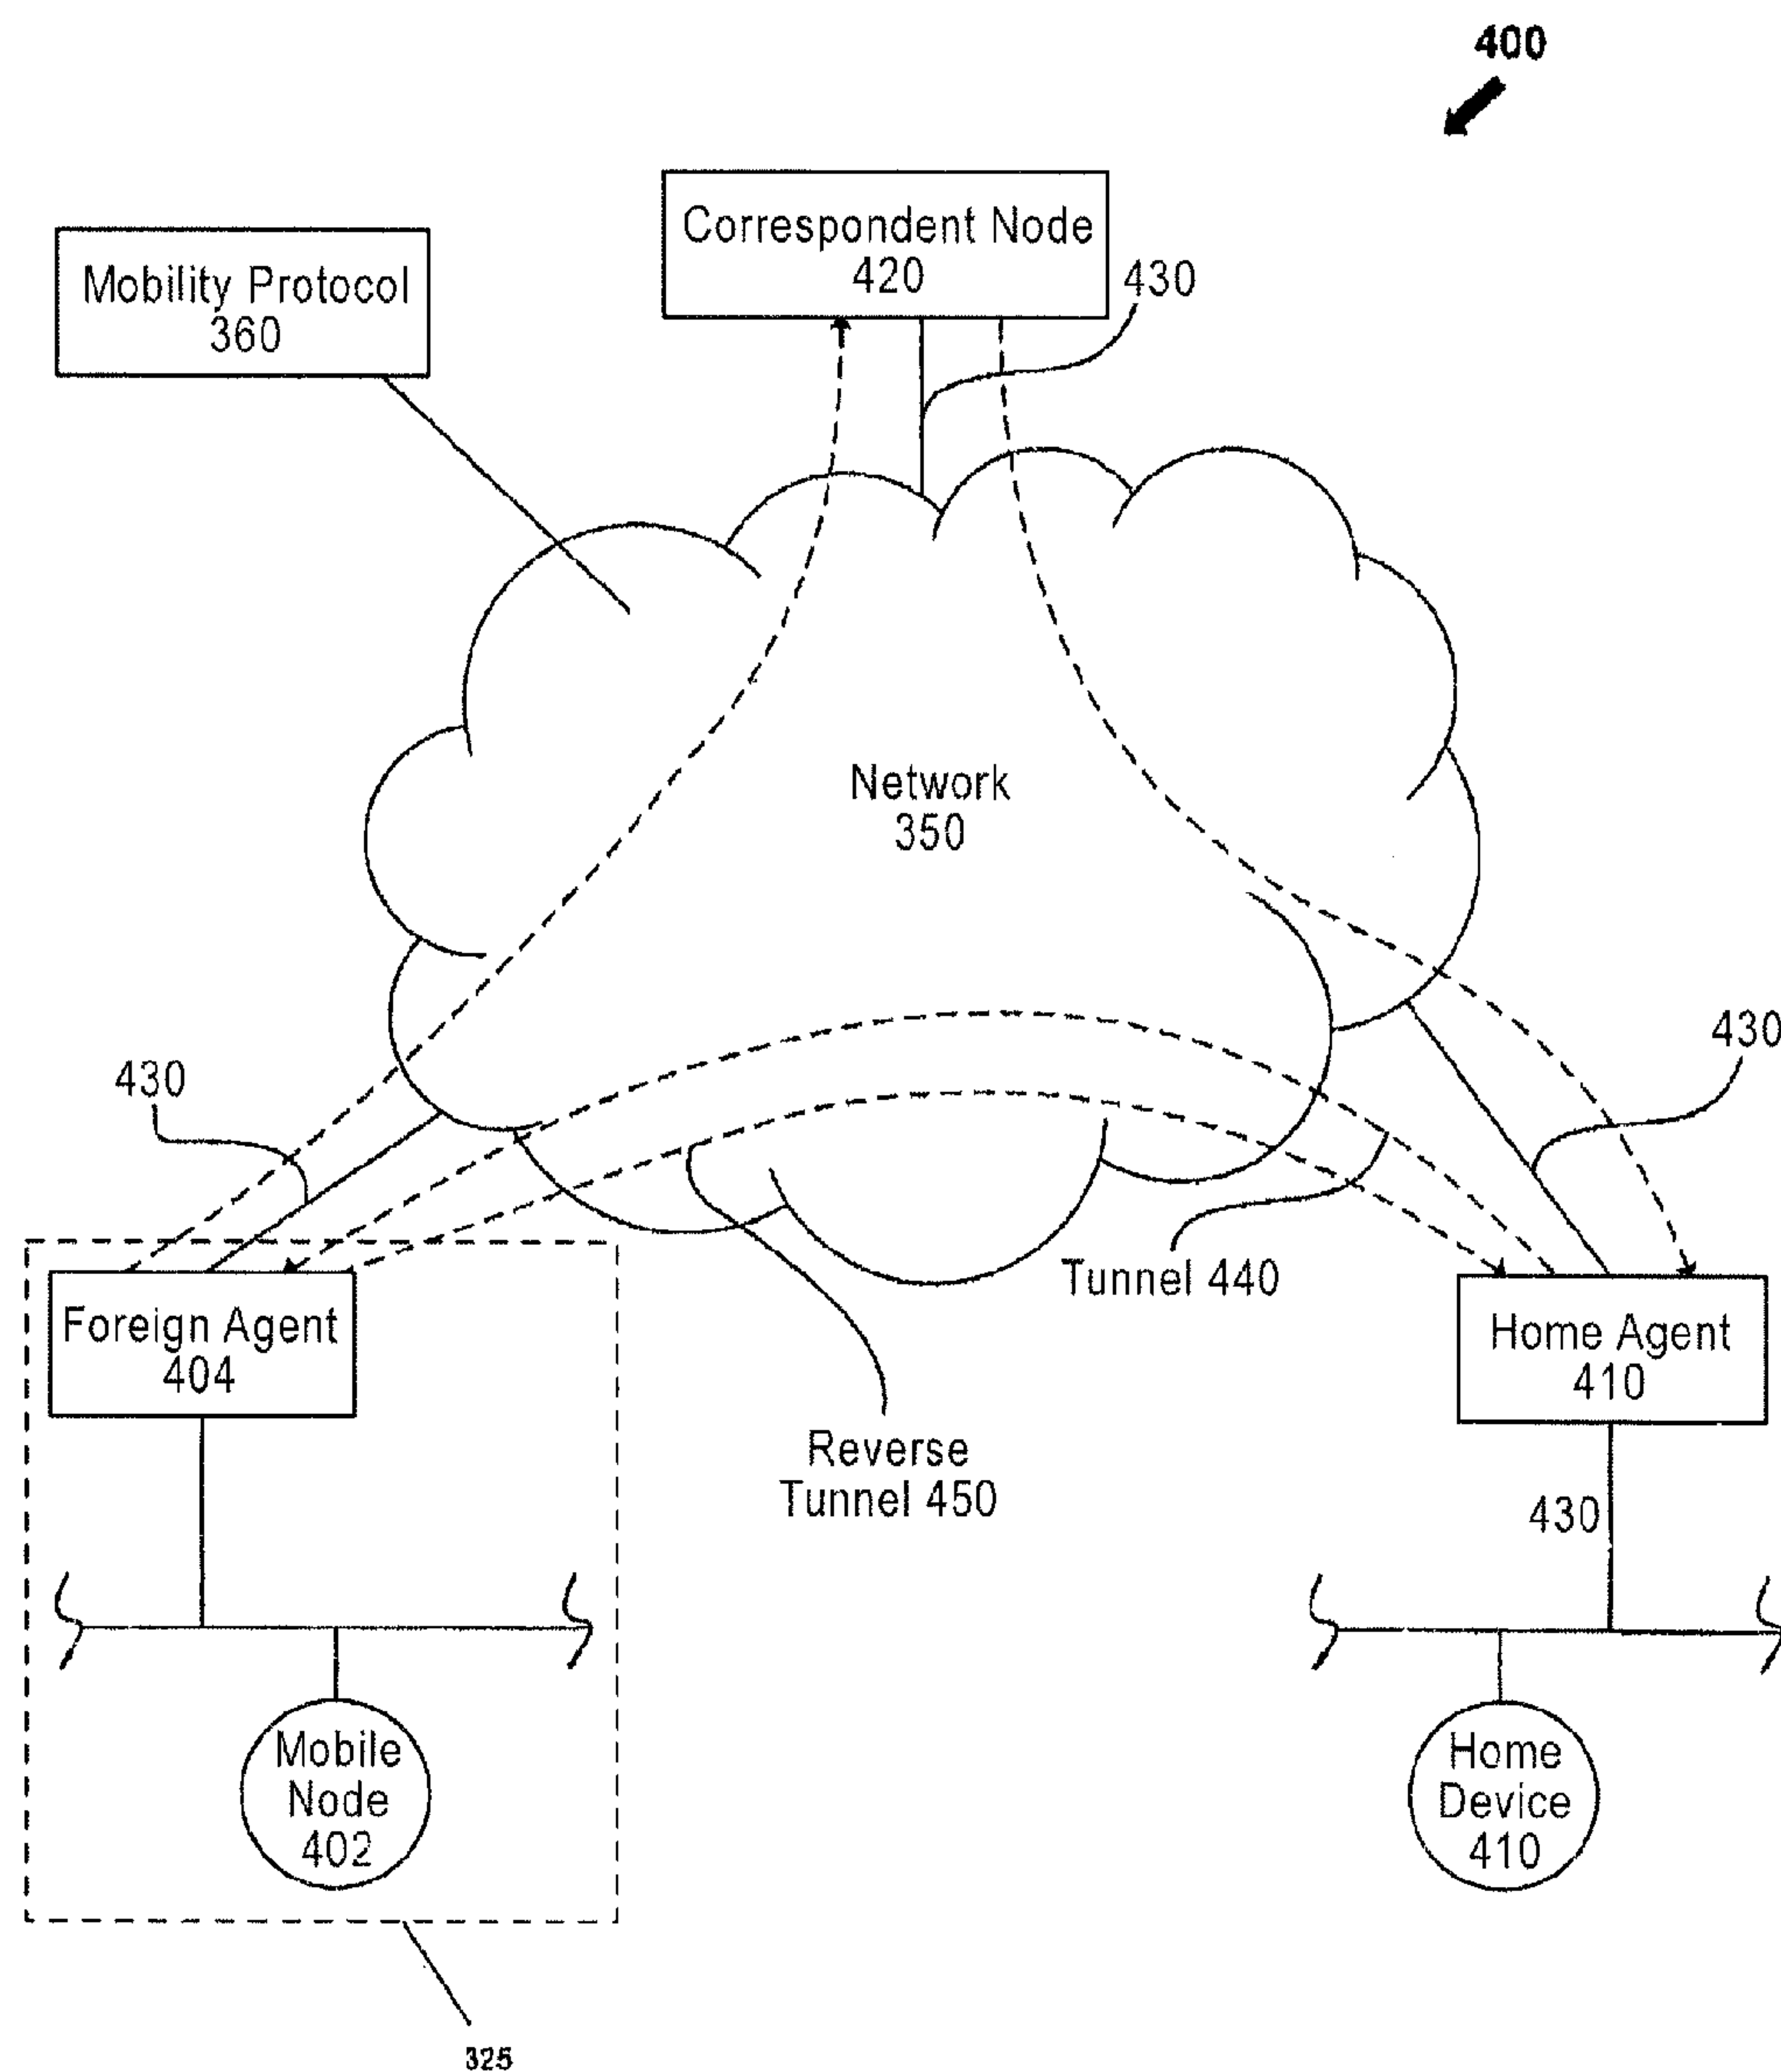 400
Correspondent Node
420
430
Mobility Protocol
360
Network
350
430
430
Tunnel 440
Foreign Agent
404
Home Agent
410
Reverse
Tunnel 450
430
Mobile
Node
402
Home
Device
410
325